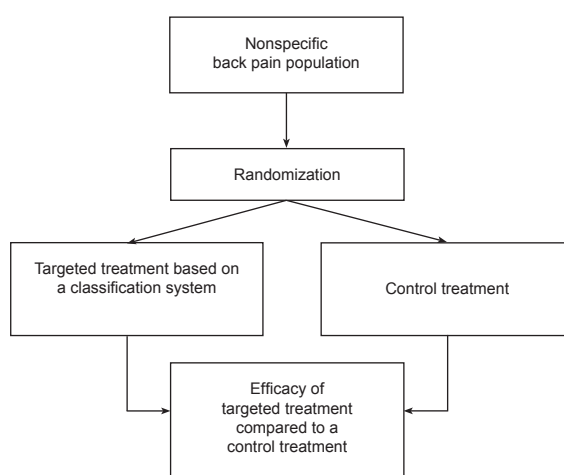 Nonspecific
back pain population
Randomization
Targeted treatment based on
a classification system
Control treatment
Efficacy of
targeted treatment
compared to a
control treatment